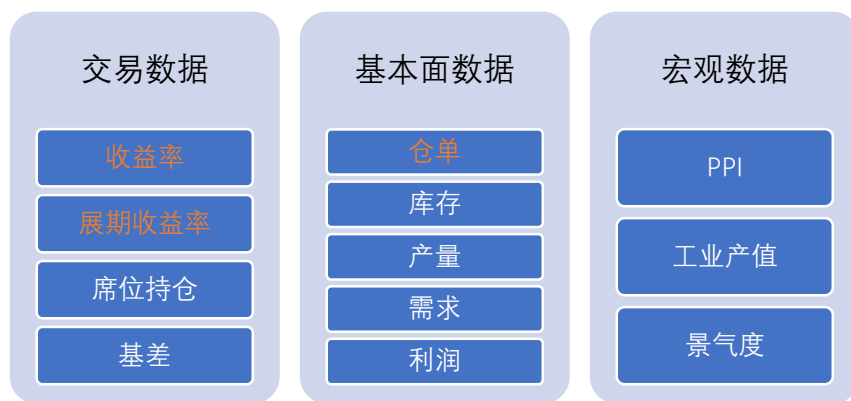 交易数据
收益率
展期收益率
席位持仓
基差
基本面数据
仓单
库存
产量
需求
利润
宏观数据
PPI
工业产值
景气度